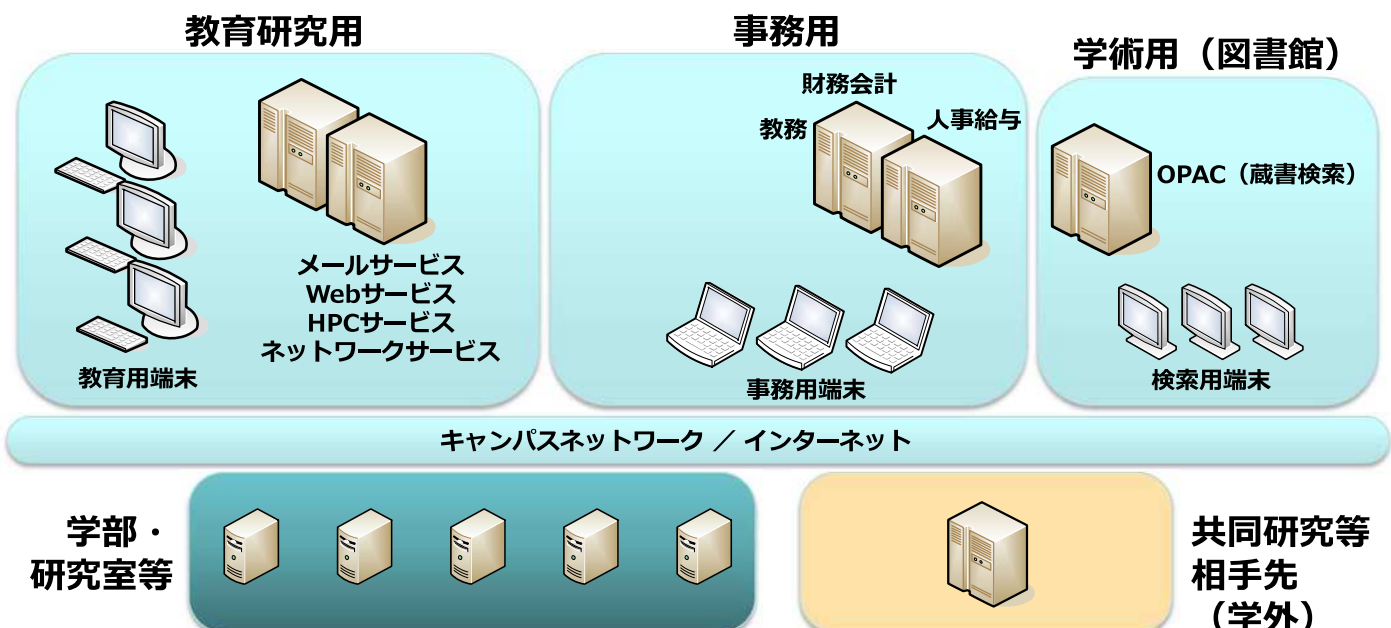 教育研究用
事務用
学術用（図書館）
財務会計
教務
人事給与
OPAC（蔵書検索）
メールサービス
Webサービス
HPCサービス
ネットワークサービス
教育用端末
事務用端末
検索用端末
キャンパスネットワーク ／ インターネット
学部・
研究室等
共同研究等
相手先
（学外）